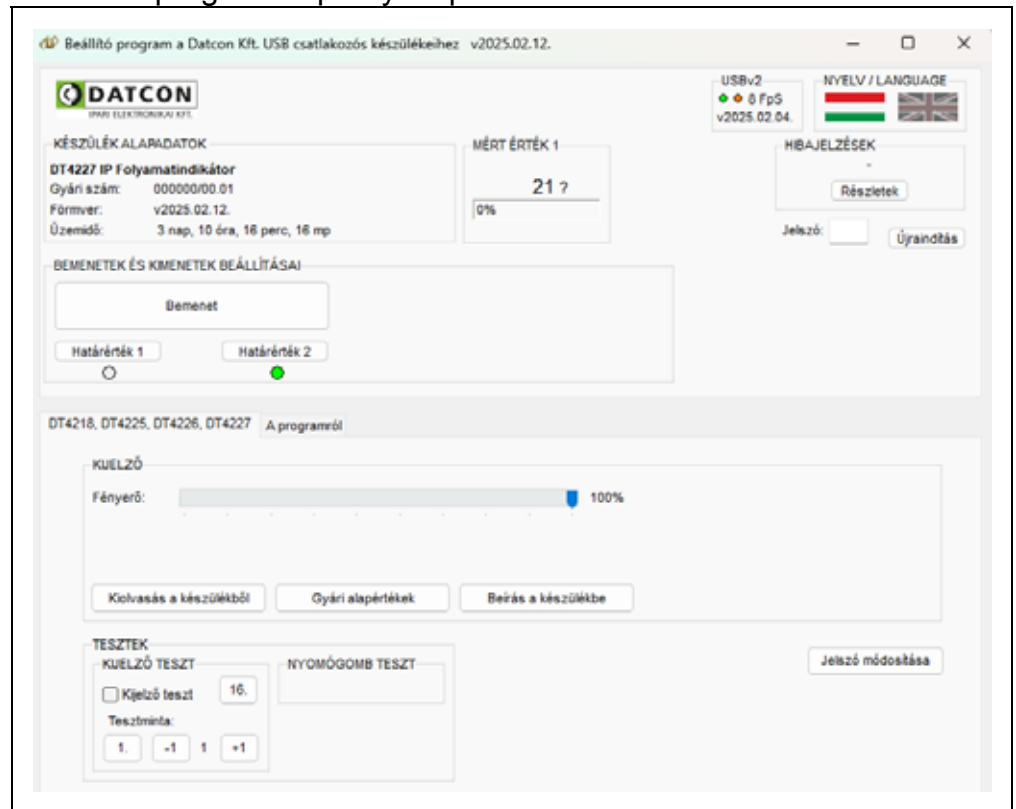 Beállító program a Datcon Kft. USB csatlakozós készülékeihez v2025.02.12.
DATCON
IPARI ELEKTRONIKAI KFT.
USBv2
8 FpS
v2025.02.04.
NYELV / LANGUAGE
KÉSZÜLÉK ALAPADATOK
DT4227 IP Folyamatindikátor
Gyári szám: 000000/00.01
Förmver: v2025.02.12.
Üzemidő: 3 nap, 10 óra, 16 perc, 16 mp
MÉRT ÉRTÉK 1
21 ?
0%
HIBAJELZÉSEK
-
Részletek
Jelszó:
Újraindítás
BEMENETEK ÉS KIMENETEK BEÁLLÍTÁSAI
Bemenet
Határérték 1
Határérték 2
DT4218, DT4225, DT4226, DT4227
A programról
KIJELZŐ
Fényerő: 100%
Kiolvasás a készülékből
Gyári alapértékek
Beírás a készülékbe
TESZTEK
KIJELZŐ TESZT
Kijelző teszt
16.
Tesztminta:
1. -1 1 +1
NYOMÓGOMB TESZT
Jelszó módosítása